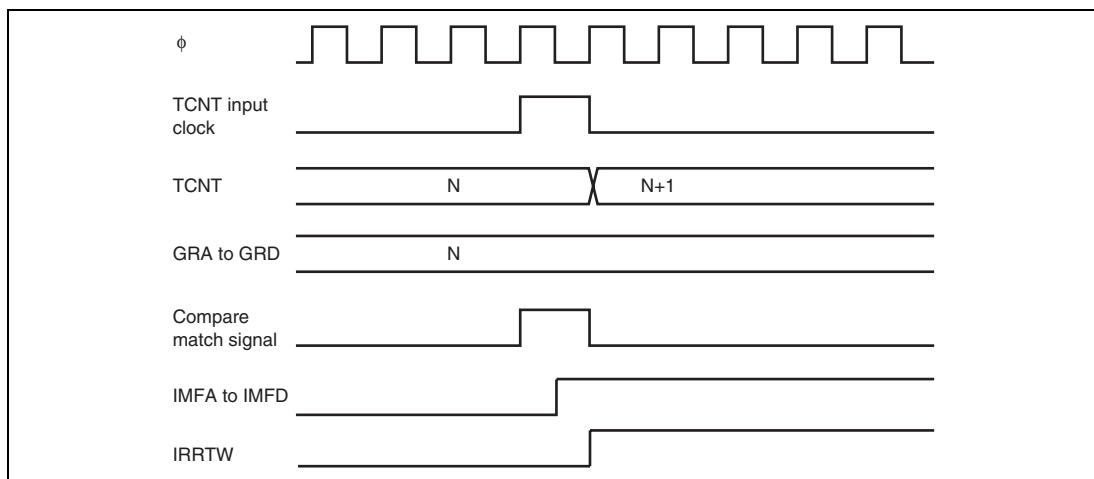 ϕ
TCNT input
clock
TCNT
N
N+1
GRA to GRD
N
Compare
match signal
IMFA to IMFD
IRRTW